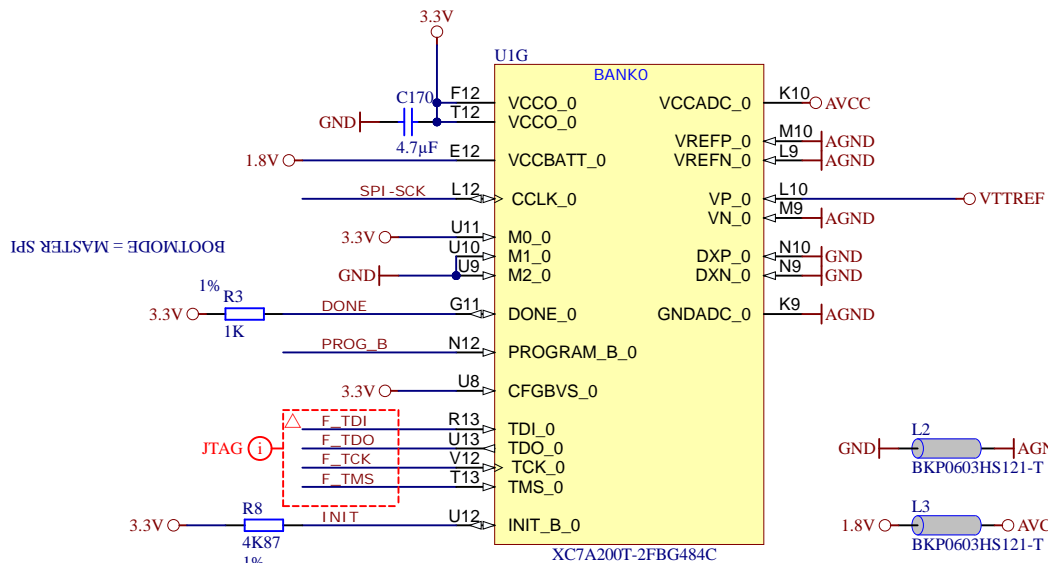 3.3V
U1G
BANK0
C170
GND
4.7µF
F12 VCCO_0
T12 VCCO_0
VCCADC_0 K10 AVCC
VREFP_0 M10 AGND
1.8V E12 VCCBATT_0
VREFN_0 L9 AGND
SPI-SCK L12 CCLK_0
VP_0 L10 VTTREF
VN_0 M9 AGND
3.3V U11 M0_0
BOOTMODE = MASTER SPI
U10 M1_0
DXP_0 N10 GND
GND U9 M2_0
DXN_0 N9 GND
1%
R3
3.3V
1K
DONE G11 DONE_0
GNDADC_0 K9 AGND
PROG_B N12 PROGRAM_B_0
3.3V U8 CFGBVS_0
JTAG i
F_TDI R13 TDI_0
F_TDO U13 TDO_0
F_TCK V12 TCK_0
F_TMS T13 TMS_0
L2
GND AGN
BKP0603HS121-T
R8
3.3V
4K87
1%
INIT U12 INIT_B_0
L3
1.8V AVC
BKP0603HS121-T
XC7A200T-2FBG484C